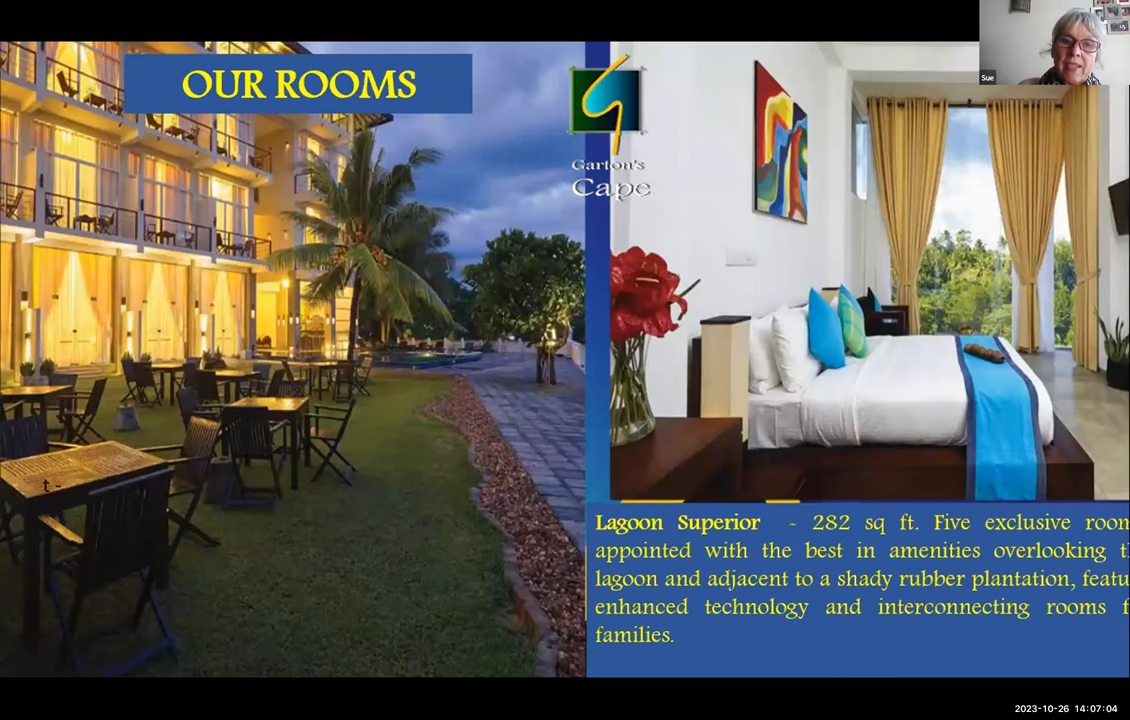 Sue
OUR ROOMS
Garton's
Cape
Lagoon Superior - 282 sq ft. Five exclusive
appointed with the best in amenities overlooking
lagoon and adjacent to a shady rubber plantation,
enhanced technology and interconnecting rooms
families.
2023-10-26 14:07:04